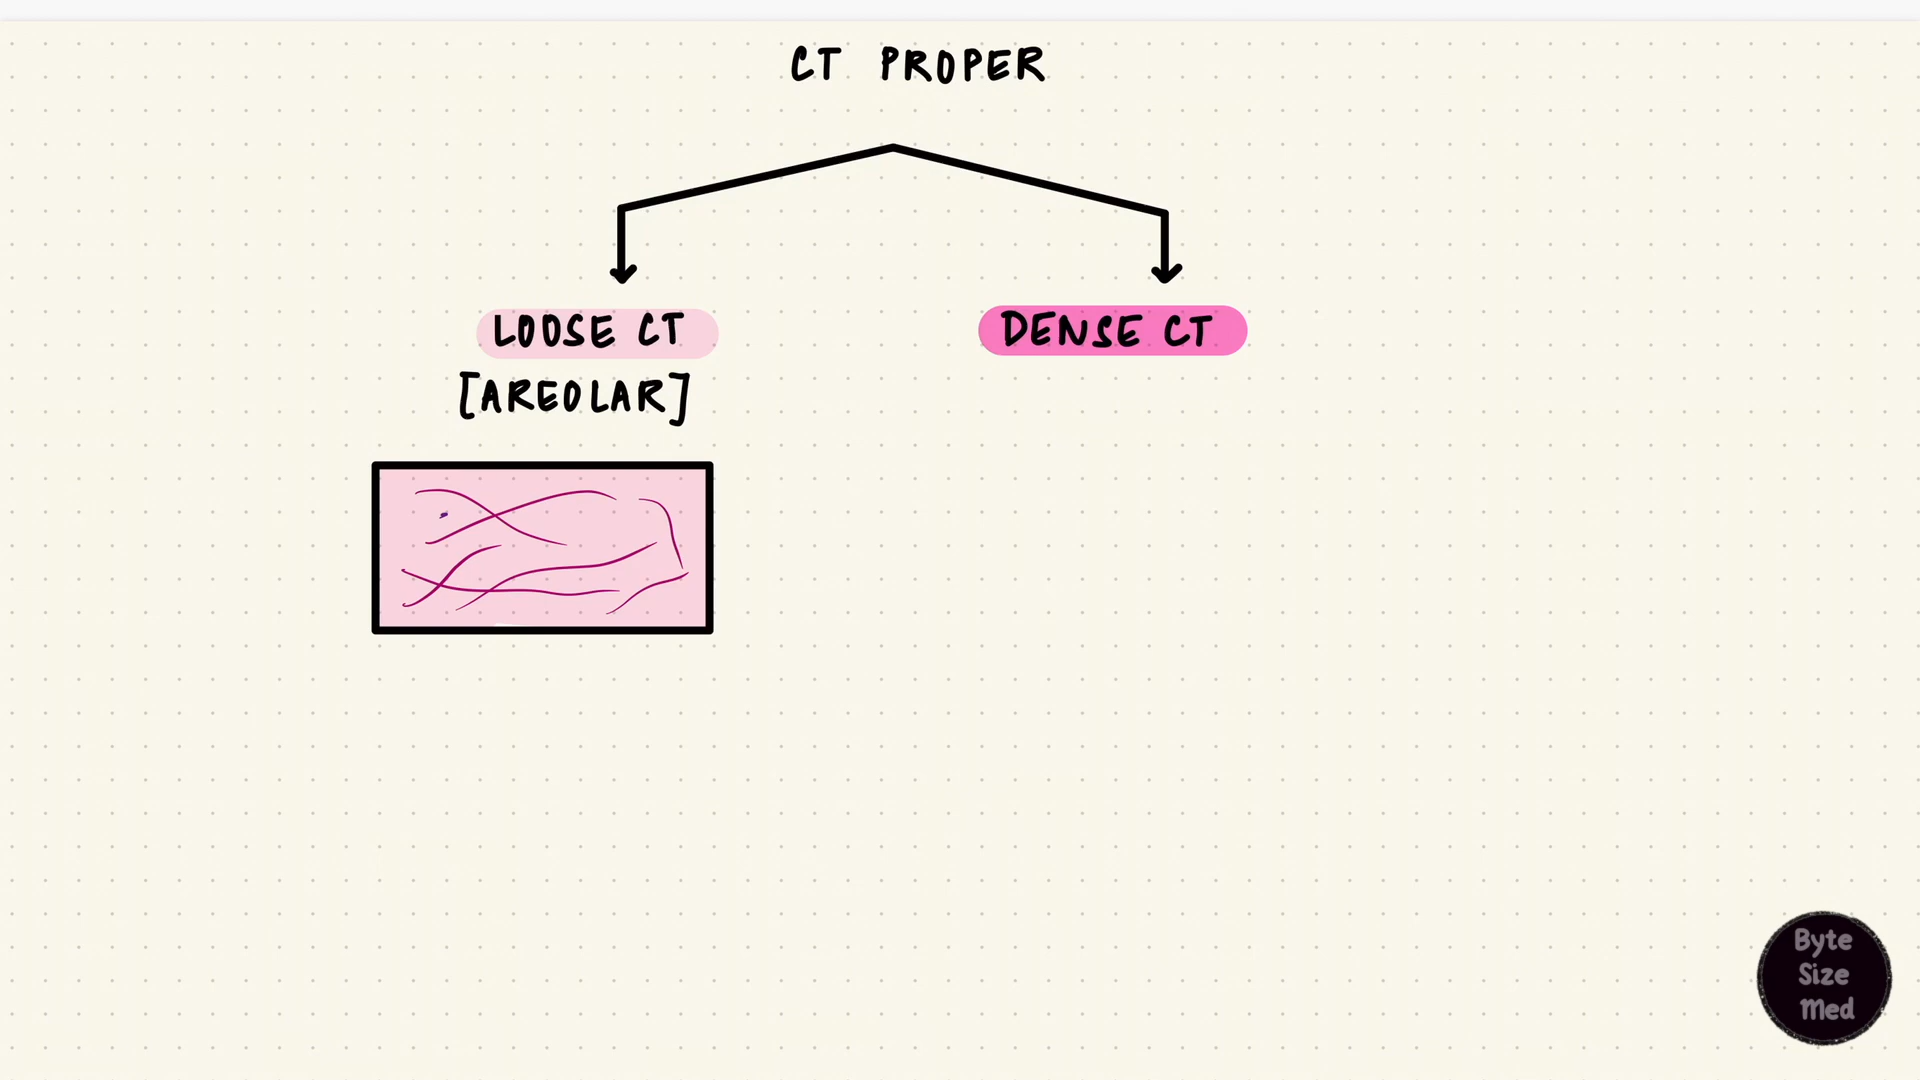 CT PROPER
LOOSE CT
[AREOLAR]
DENSE CT
Byte
Size
Med